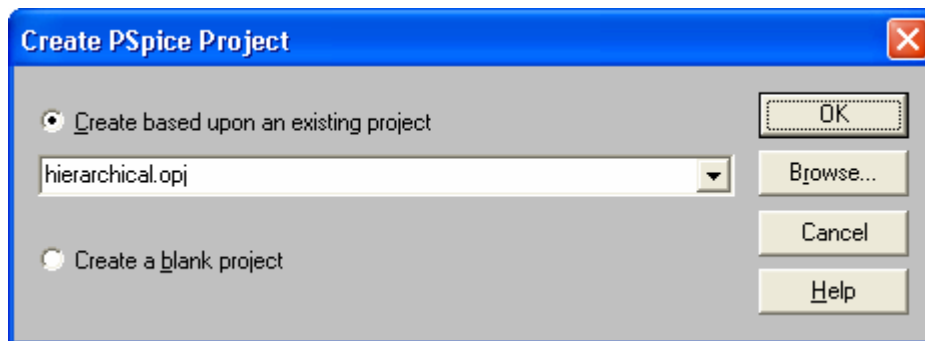 Create PSpice Project
Create based upon an existing project
OK
hierarchical.opj
Browse...
Create a blank project
Cancel
Help